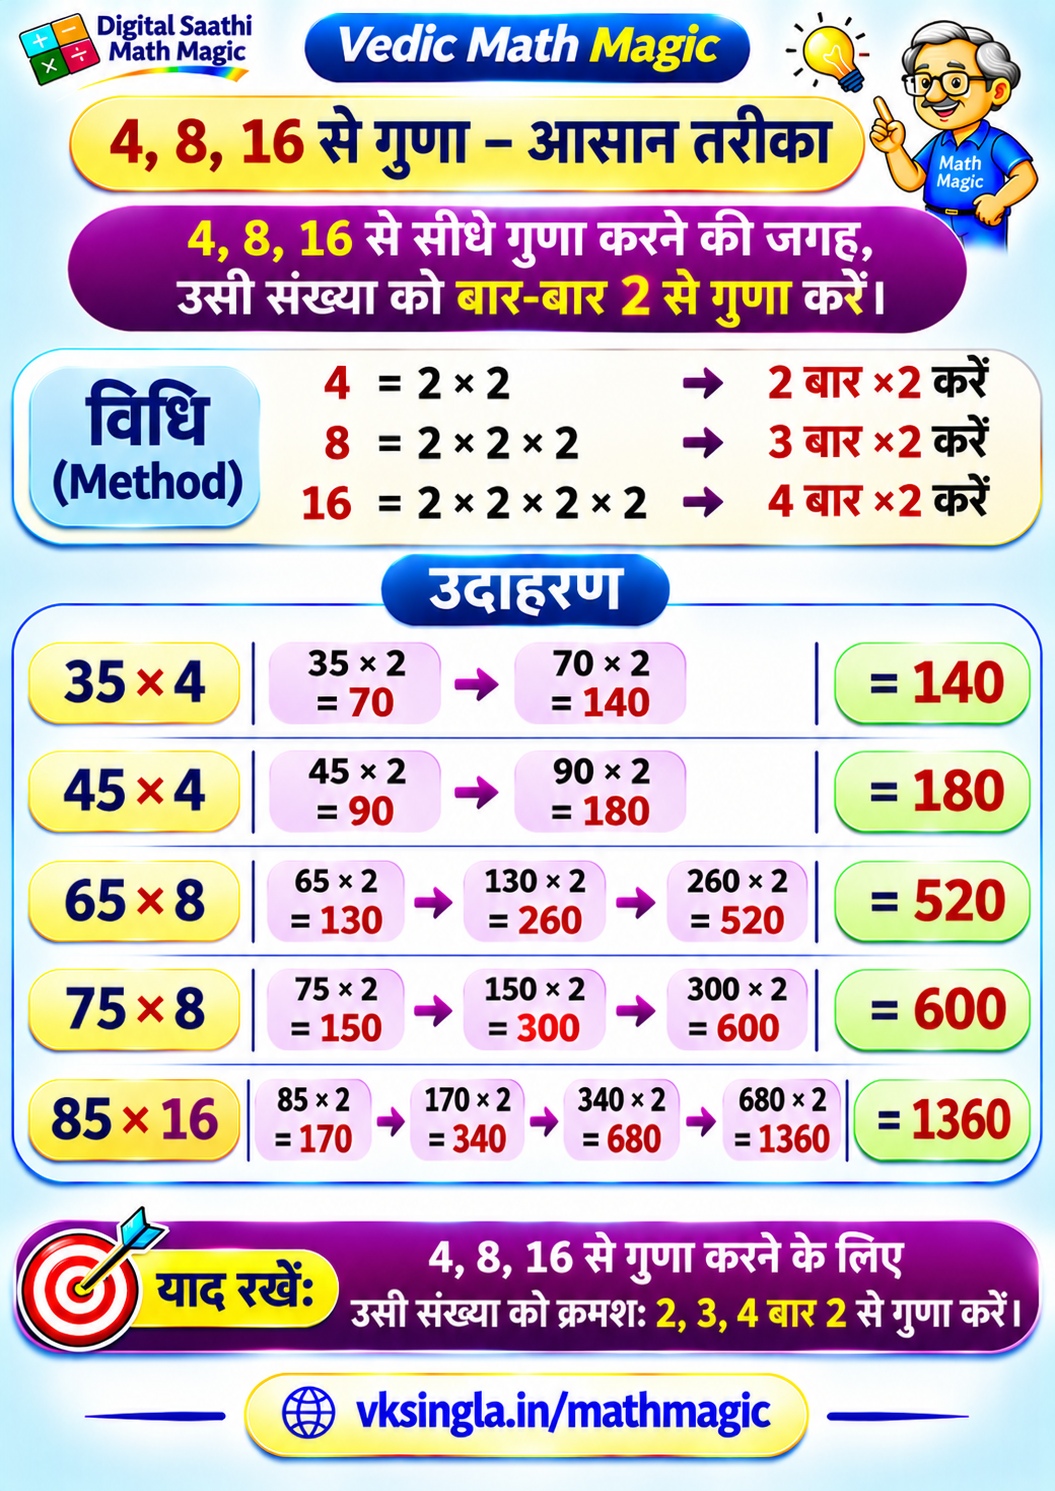 Digital Saathi
Math Magic
Vedic Math Magic
4, 8, 16 से गुणा – आसान तरीका
Math
Magic
4, 8, 16 से सीधे गुणा करने की जगह,
उसी संख्या को बार-बार 2 से गुणा करें।
विधि
(Method)
4 = 2 × 2 → 2 बार ×2 करें
8 = 2 × 2 × 2 → 3 बार ×2 करें
16 = 2 × 2 × 2 × 2 → 4 बार ×2 करें
उदाहरण
35 × 4
35 × 2
= 70
→
70 × 2
= 140
= 140
45 × 4
45 × 2
= 90
→
90 × 2
= 180
= 180
65 × 8
65 × 2
= 130
→
130 × 2
= 260
→
260 × 2
= 520
= 520
75 × 8
75 × 2
= 150
→
150 × 2
= 300
→
300 × 2
= 600
= 600
85 × 16
85 × 2
= 170
→
170 × 2
= 340
→
340 × 2
= 680
→
680 × 2
= 1360
= 1360
याद रखें:
4, 8, 16 से गुणा करने के लिए
उसी संख्या को क्रमश: 2, 3, 4 बार 2 से गुणा करें।
vksingla.in/mathmagic